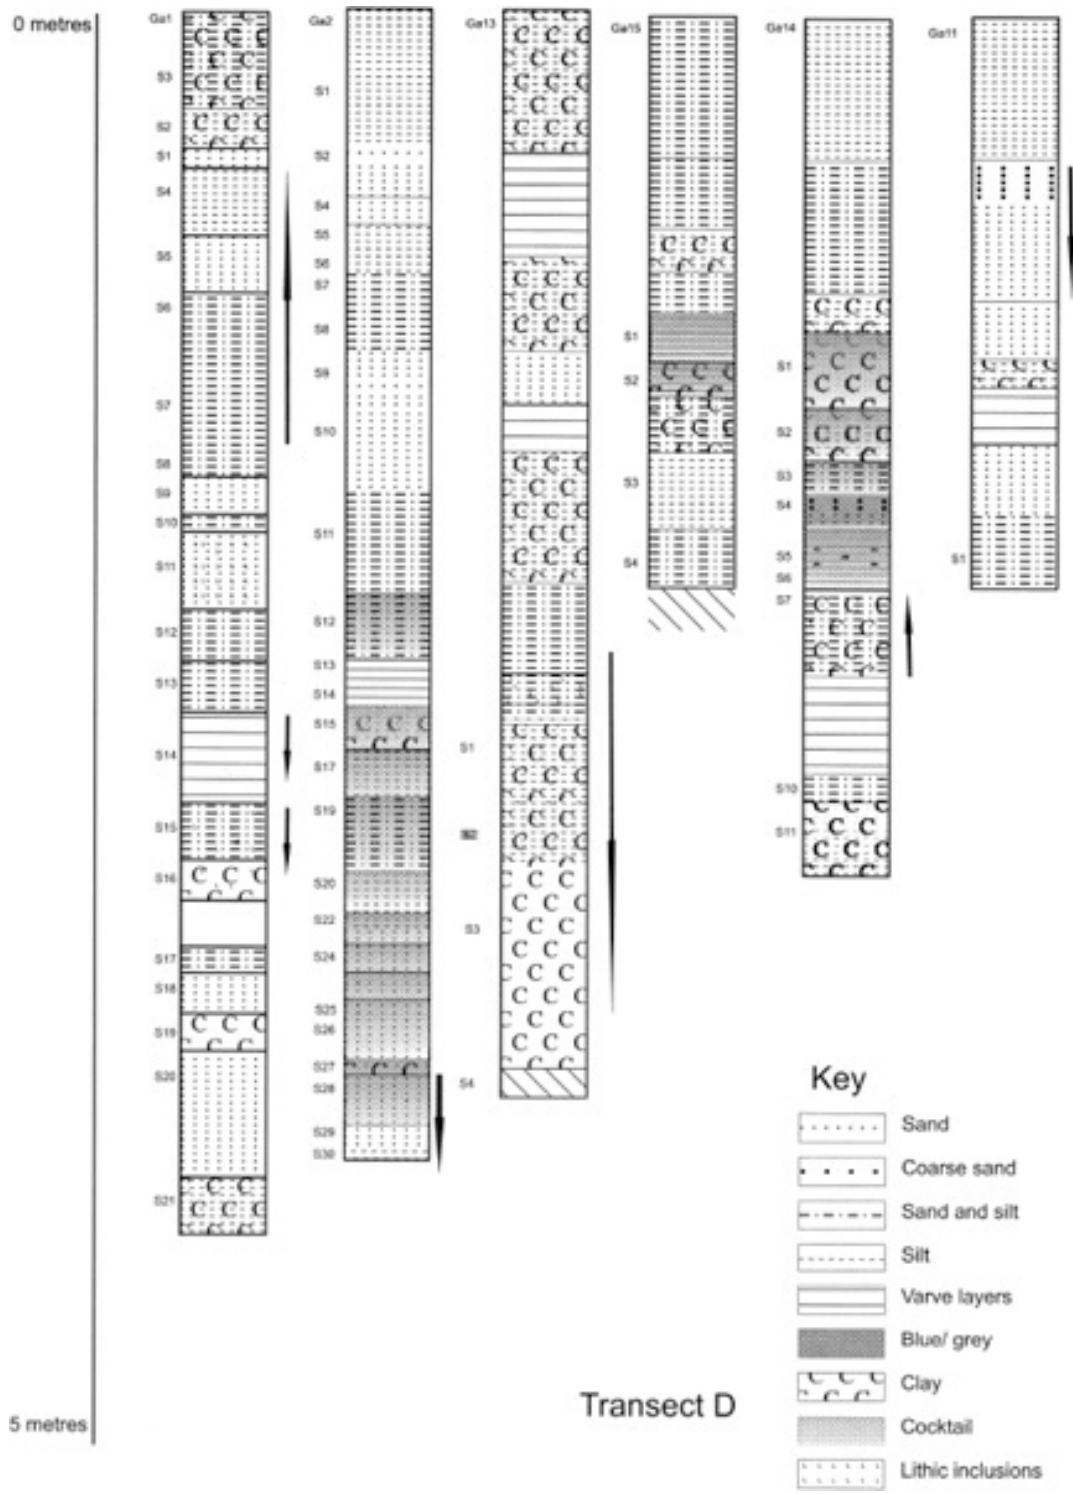 0 metres
Ga1
S3
S2
S1
S4
S5
S6
S7
S8
S9
S10
S11
S12
S13
S14
S15
S16
S17
S18
S19
S20
S21
Ga2
S1
S2
S4
S5
S6
S7
S8
S9
S10
S11
S12
S13
S14
S15
S17
S19
S20
S22
S24
S25
S26
S27
S28
S29
S30
Ga13
S1
S3
S4
Ga15
S1
S2
S3
S4
Ga14
S1
S2
S3
S4
S5
S6
S7
S10
S11
Ga11
S1
5 metres
Transect D
Key
Sand
Coarse sand
Sand and silt
Silt
Varve layers
Blue/ grey
Clay
Cocktail
Lithic inclusions